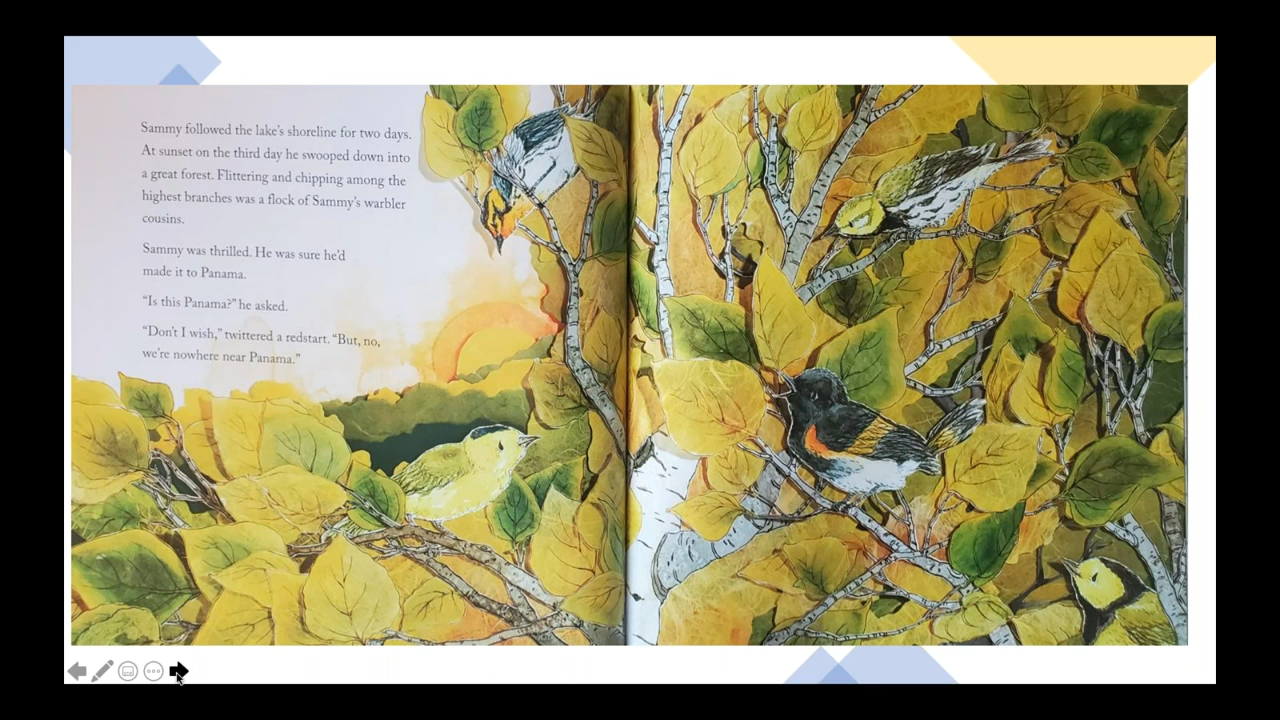 Sammy followed the lake's shoreline for two days.
At sunset on the third day he swooped down into
a great forest. Flittering and chipping among the
highest branches was a flock of Sammy's warbler
cousins.
Sammy was thrilled. He was sure he'd
made it to Panama.
“Is this Panama?” he asked.
“Don't I wish,” twittered a redstart. “But, no,
we're nowhere near Panama.”